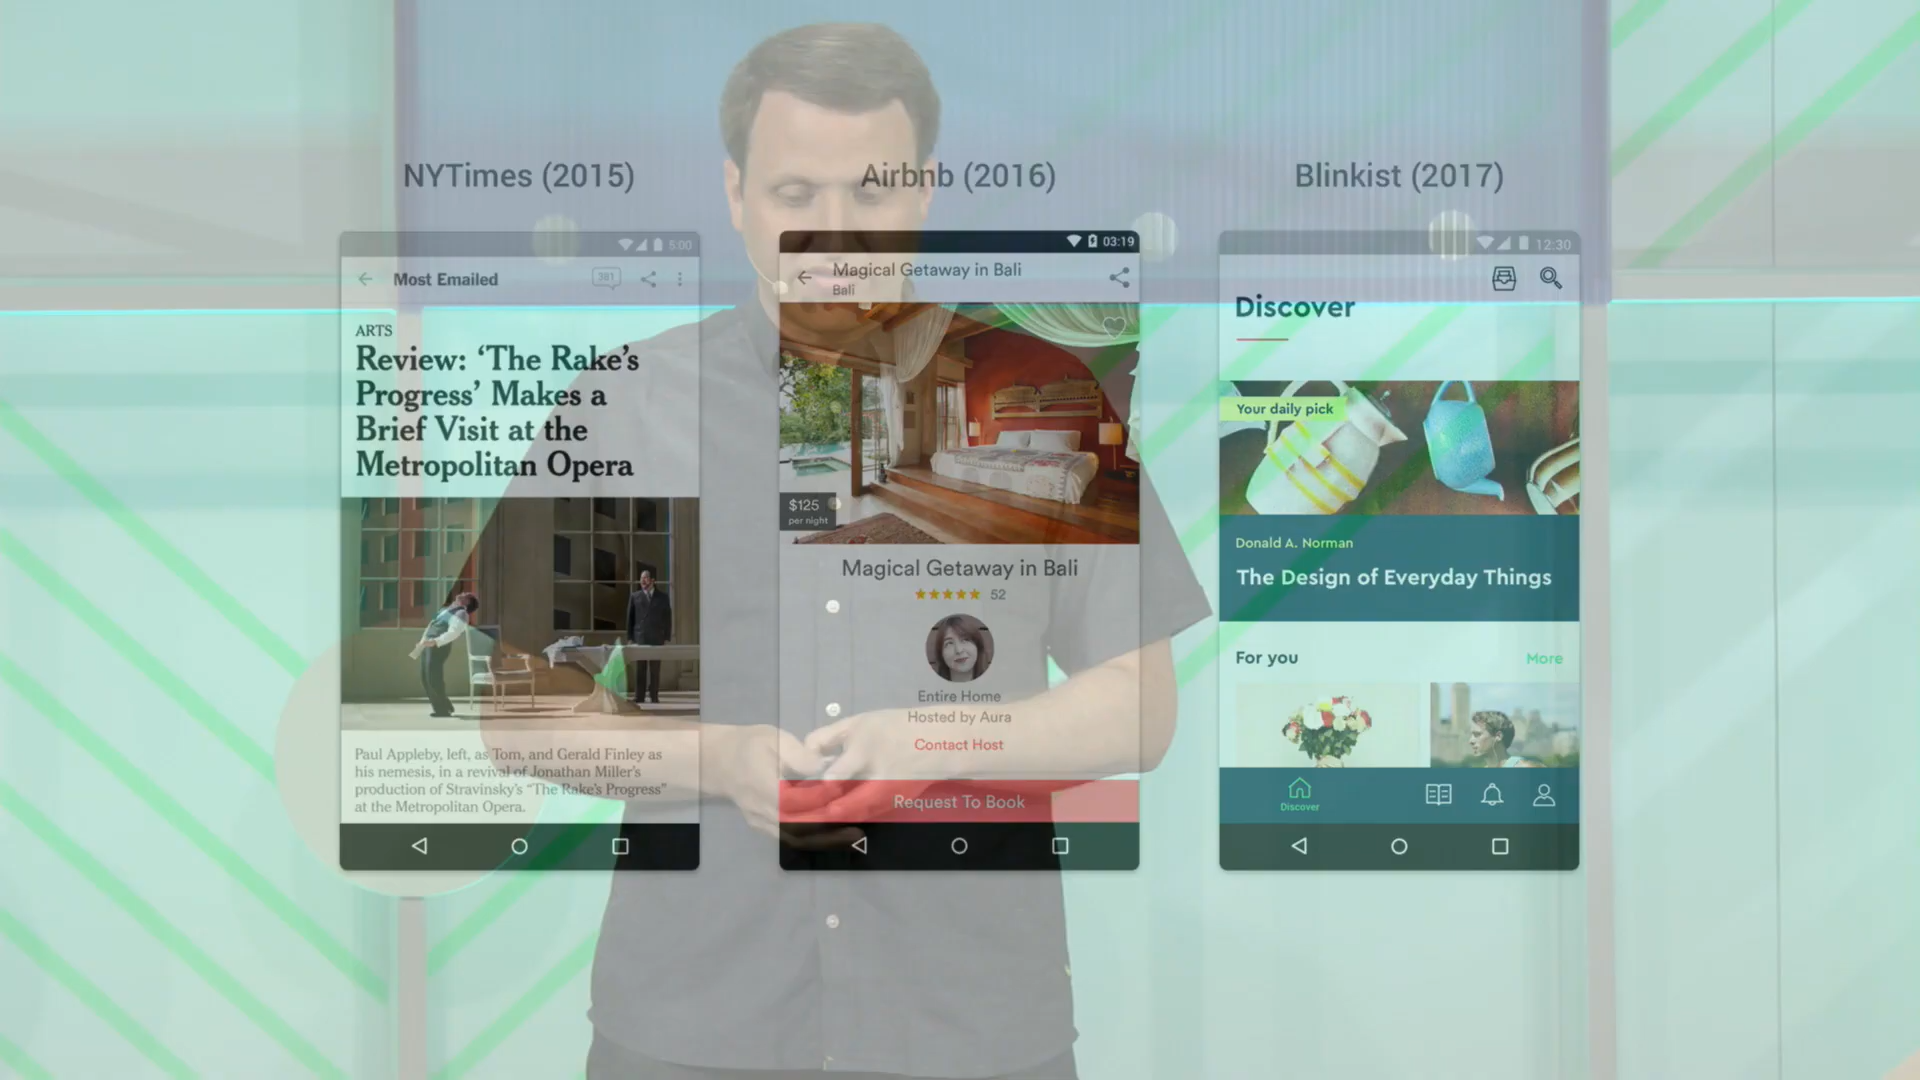 NYTimes (2015)
5:00
Most Emailed
381
ARTS
Review: ‘The Rake’s
Progress’ Makes a
Brief Visit at the
Metropolitan Opera
Paul Appleby, left, as Tom, and Gerald Finley as
his nemesis, in a revival of Jonathan Miller’s
production of Stravinsky’s “The Rake’s Progress”
at the Metropolitan Opera.
Airbnb (2016)
03:19
Magical Getaway in Bali
Bali
$125
per night
Magical Getaway in Bali
52
Entire Home
Hosted by Aura
Contact Host
Request To Book
Blinkist (2017)
12:30
Discover
Your daily pick
Donald A. Norman
The Design of Everyday Things
For you
More
Discover